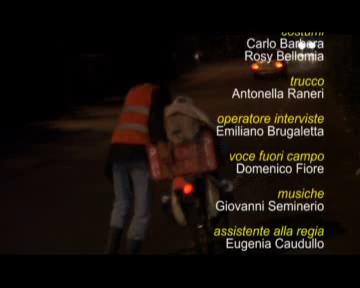 costumi
Carlo Barbera
Rosy Bellomia
trucco
Antonella Raneri
operatore interviste
Emiliano Brugaletta
voce fuori campo
Domenico Fiore
musiche
Giovanni Seminerio
assistente alla regia
Eugenia Caudullo